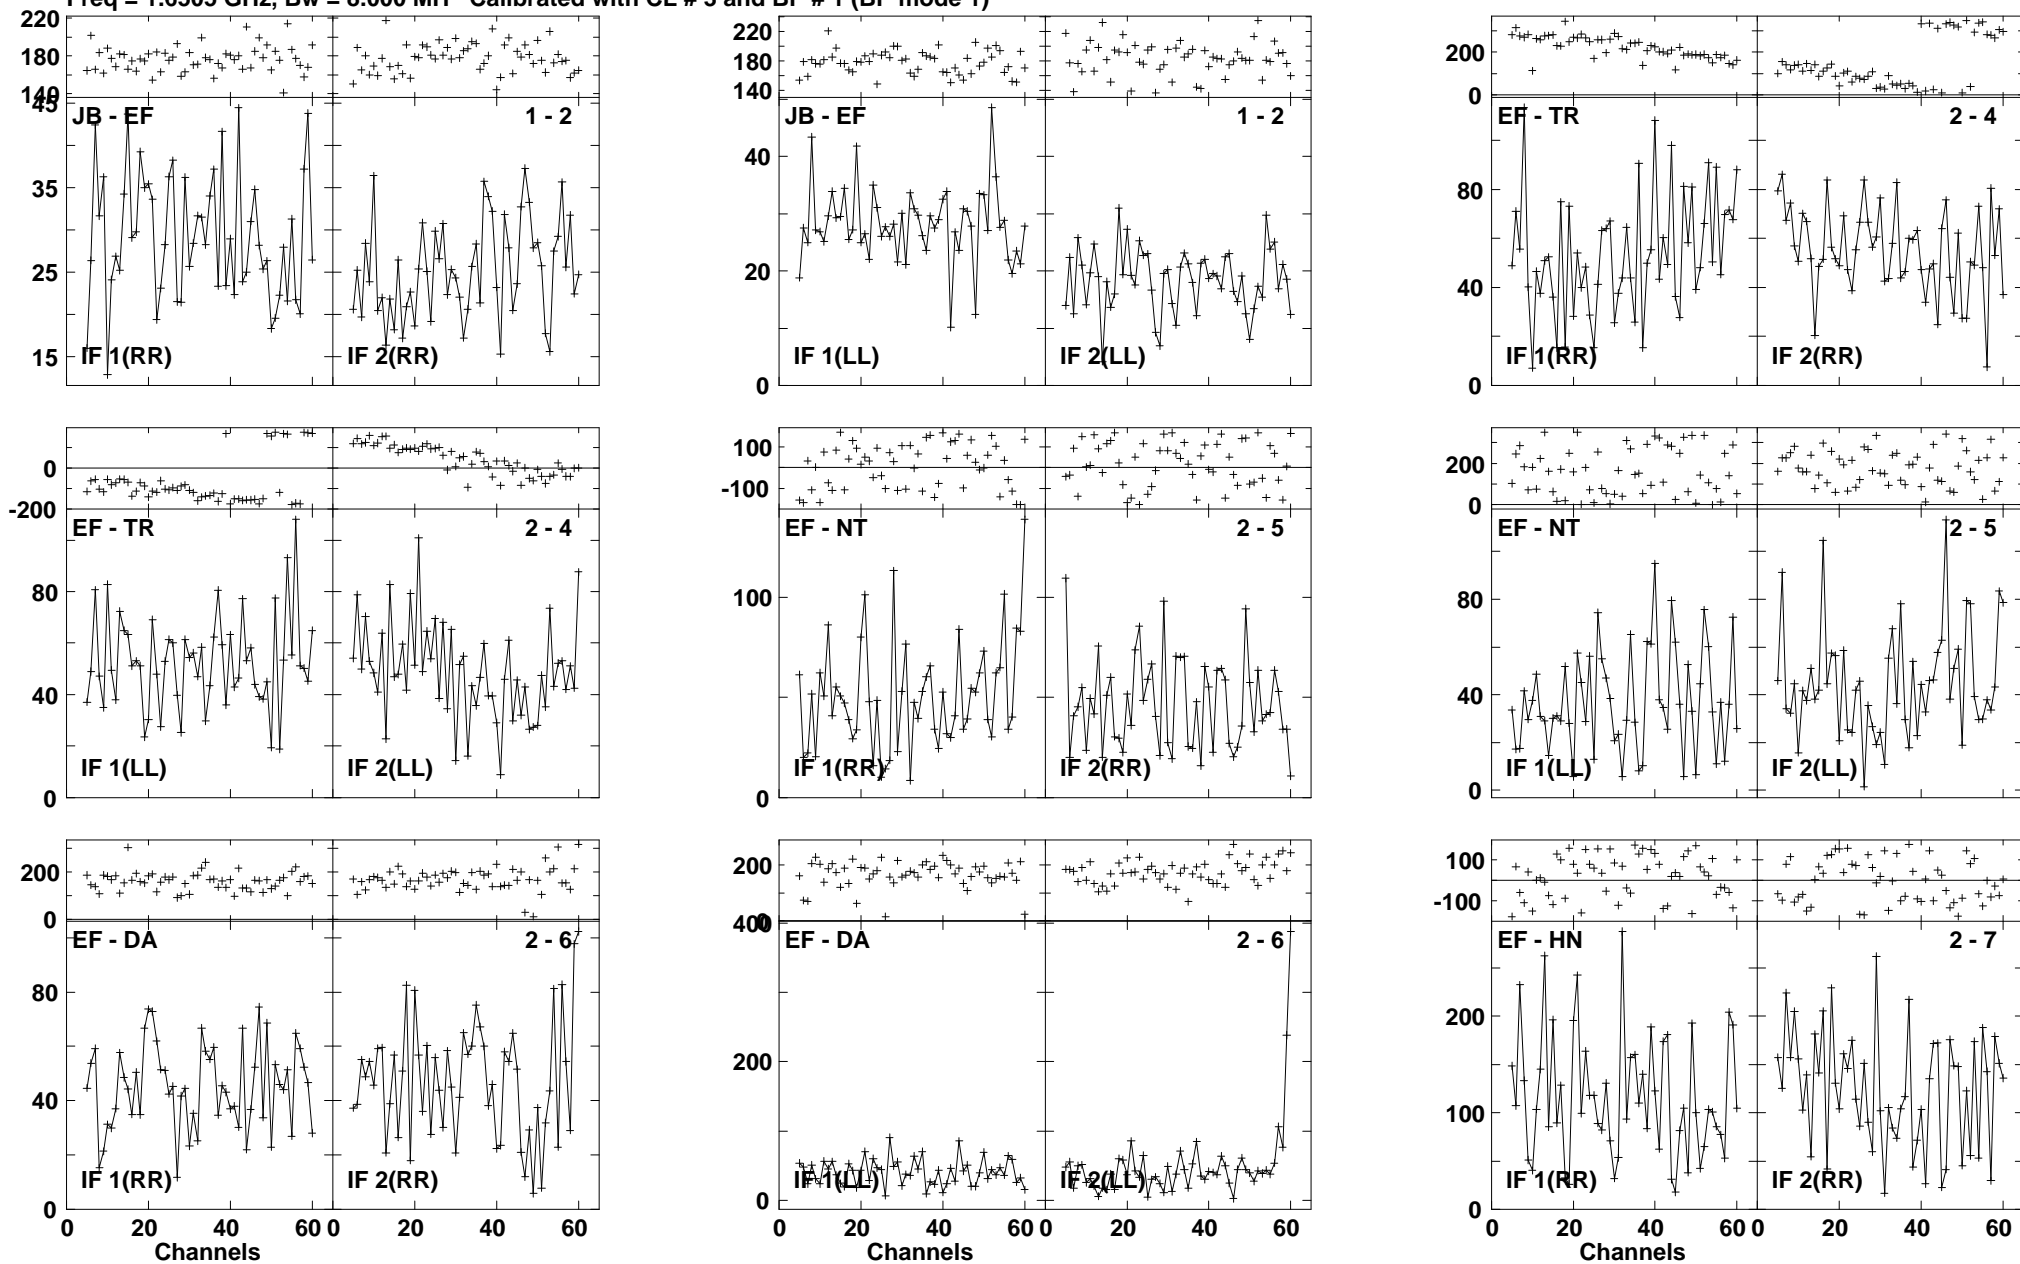 Calibrated with CL # 3 and BP # 1 (BP mode 1)
220
180
140
45
35
25
15
JB - EF
1 - 2
IF 1(RR)
IF 2(RR)
220
180
140
40
20
0
JB - EF
1 - 2
IF 1(LL)
IF 2(LL)
200
0
80
40
0
EF - TR
2 - 4
IF 1(RR)
IF 2(RR)
0
-200
80
40
0
EF - TR
2 - 4
IF 1(LL)
IF 2(LL)
100
-100
100
0
EF - NT
2 - 5
IF 1(RR)
IF 2(RR)
200
0
80
40
0
EF - NT
2 - 5
IF 1(LL)
IF 2(LL)
200
0
80
40
0
EF - DA
2 - 6
IF 1(RR)
IF 2(RR)
0 20 40 60 0 20 40 60
Channels
200
0
400
200
0
EF - DA
2 - 6
IF 1(LL)
IF 2(LL)
0 20 40 60 0 20 40 60
100
-100
200
100
0
EF - HN
2 - 7
IF 1(RR)
IF 2(RR)
0 20 40 60 0 20 40 60
Channels